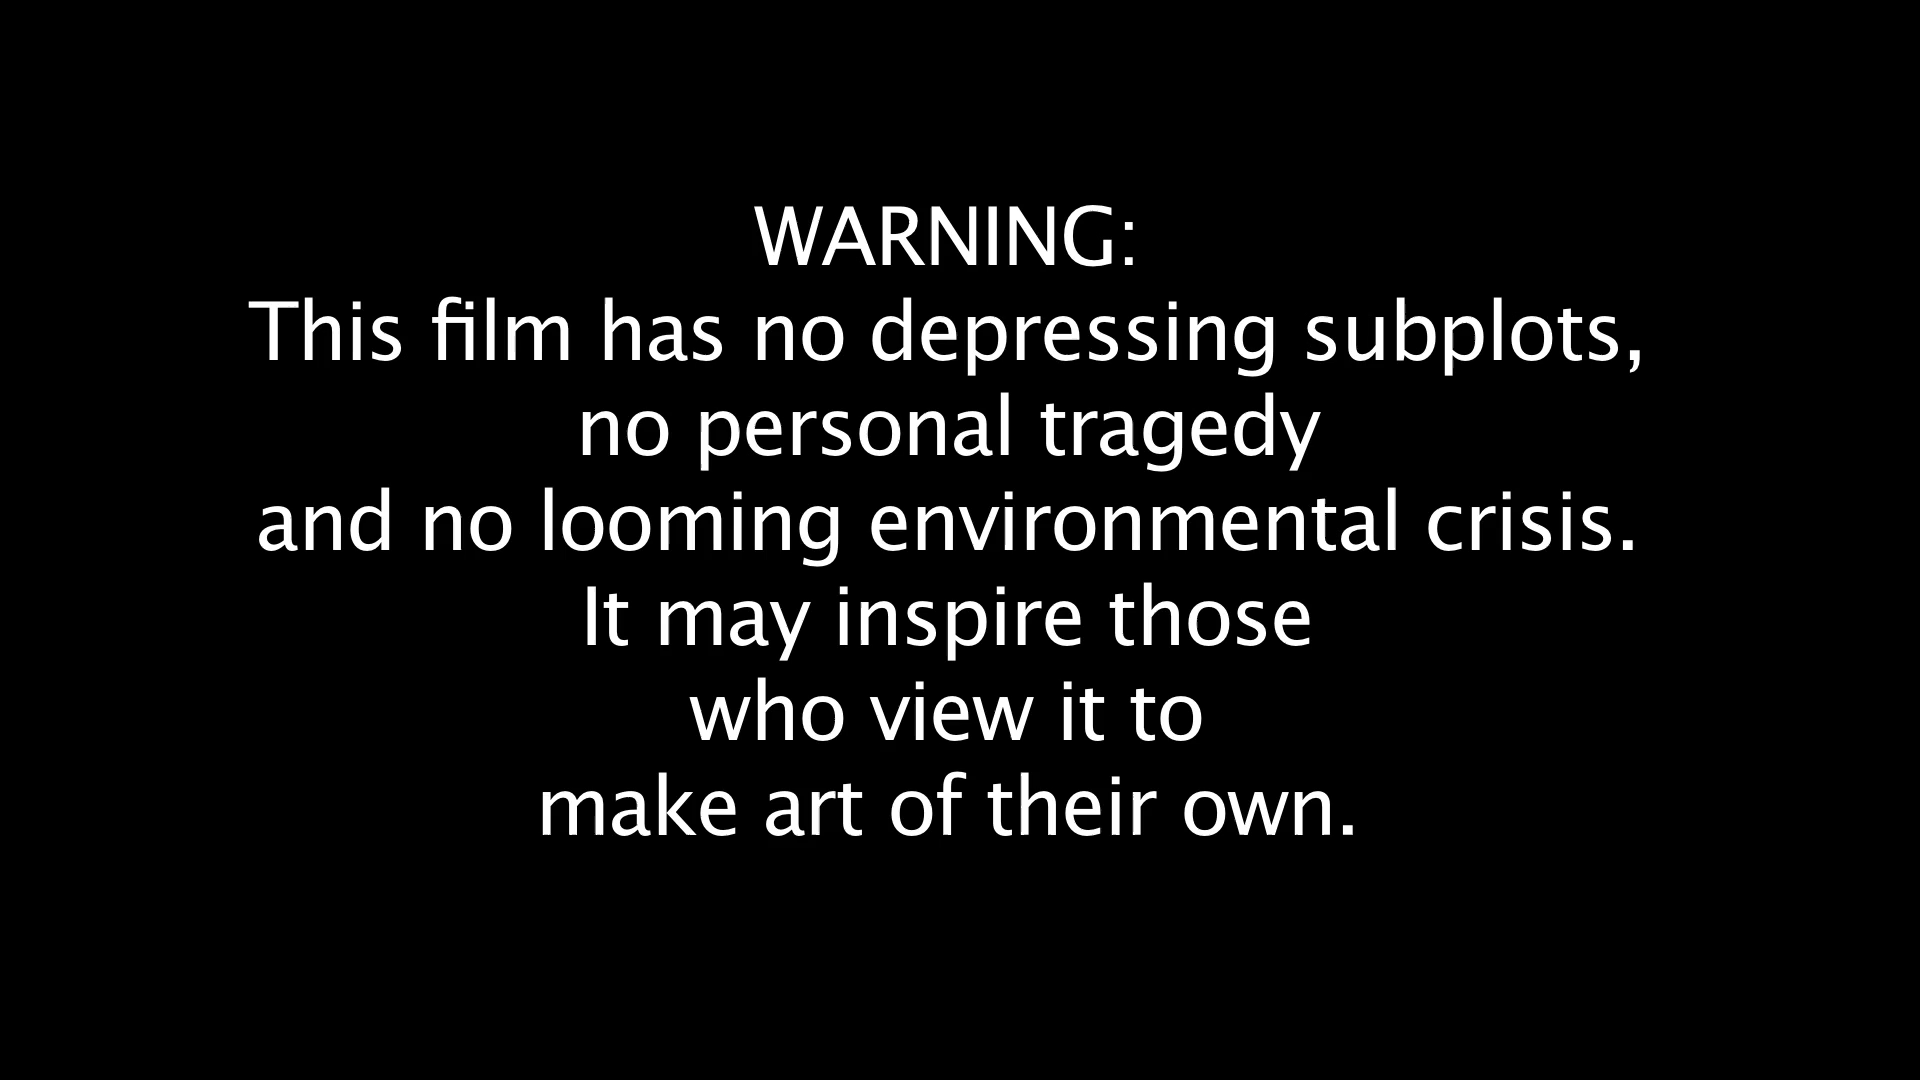 WARNING:
This film has no depressing subplots,
no personal tragedy
and no looming environmental crisis.
It may inspire those
who view it to
make art of their own.